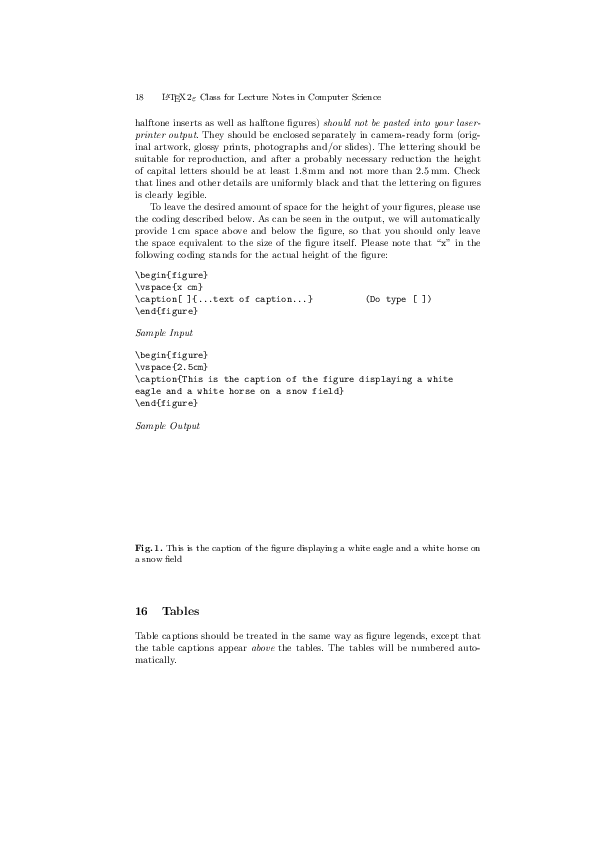 18 LATEX2ε Class for Lecture Notes in Computer Science
halftone inserts as well as halftone figures) should not be pasted into your laser-
printer output. They should be enclosed separately in camera-ready form (orig-
inal artwork, glossy prints, photographs and/or slides). The lettering should be
suitable for reproduction, and after a probably necessary reduction the height
of capital letters should be at least 1.8 mm and not more than 2.5 mm. Check
that lines and other details are uniformly black and that the lettering on figures
is clearly legible.
To leave the desired amount of space for the height of your figures, please use
the coding described below. As can be seen in the output, we will automatically
provide 1 cm space above and below the figure, so that you should only leave
the space equivalent to the size of the figure itself. Please note that “x” in the
following coding stands for the actual height of the figure:
\begin{figure}
\vspace{x cm}
\caption[ ]{...text of caption...} (Do type [ ])
\end{figure}
Sample Input
\begin{figure}
\vspace{2.5cm}
\caption{This is the caption of the figure displaying a white
eagle and a white horse on a snow field}
\end{figure}
Sample Output
Fig. 1. This is the caption of the figure displaying a white eagle and a white horse on
a snow field
16 Tables
Table captions should be treated in the same way as figure legends, except that
the table captions appear above the tables. The tables will be numbered auto-
matically.